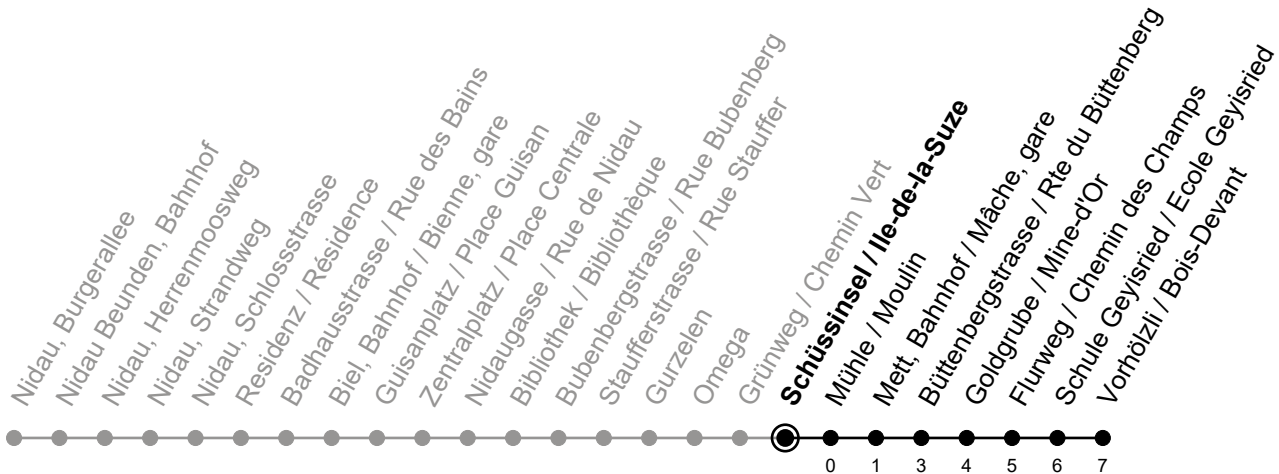 Nidau, Burgerallee
Nidau Beunden, Bahnhof
Nidau, Herrenmoosweg
Nidau, Strandweg
Nidau, Schlossstrasse
Residenz / Résidence
Badhausstrasse / Rue des Bains
Biel, Bahnhof / Bienne, gare
Guisanplatz / Place Guisan
Zentralplatz / Place Centrale
Nidaugasse / Rue de Nidau
Bibliothek / Bibliothèque
Bubenbergstrasse / Rue Bubenberg
Staufferstrasse / Rue Stauffer
Gurzelen
Omega
Grünweg / Chemin Vert
Schüssinsel / Ile-de-la-Suze
Mühle / Moulin
Mett, Bahnhof / Mâche, gare
Büttenbergstrasse / Rte du Büttenberg
Goldgrube / Mine-d'Or
Flurweg / Chemin des Champs
Schule Geyisried / Ecole Geyisried
Vorhölzli / Bois-Devant
0 1 3 4 5 6 7